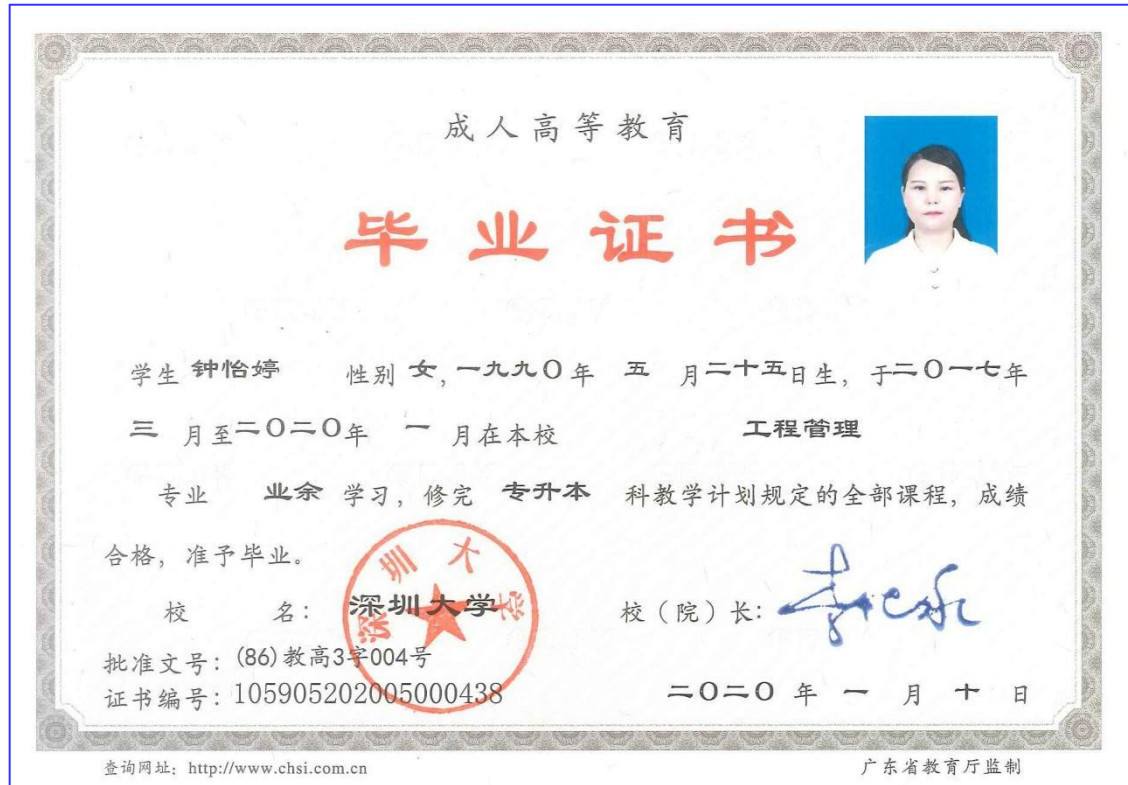 成人高等教育
毕业证书
学生 钟怡婷 性别 女, 一九九〇年 五 月二十五日生, 于二〇一七年
三 月至二〇二〇年 一 月在本校 工程管理
专业 业余 学习, 修完 专升本 科教学计划规定的全部课程, 成绩
合格, 准予毕业。
深圳大学
校 名: 深圳大学 校（院）长:
批准文号: (86)教高3字004号
证书编号: 105905202005000438 二〇二〇 年 一 月 十 日
查询网址: http://www.chsi.com.cn 广东省教育厅监制